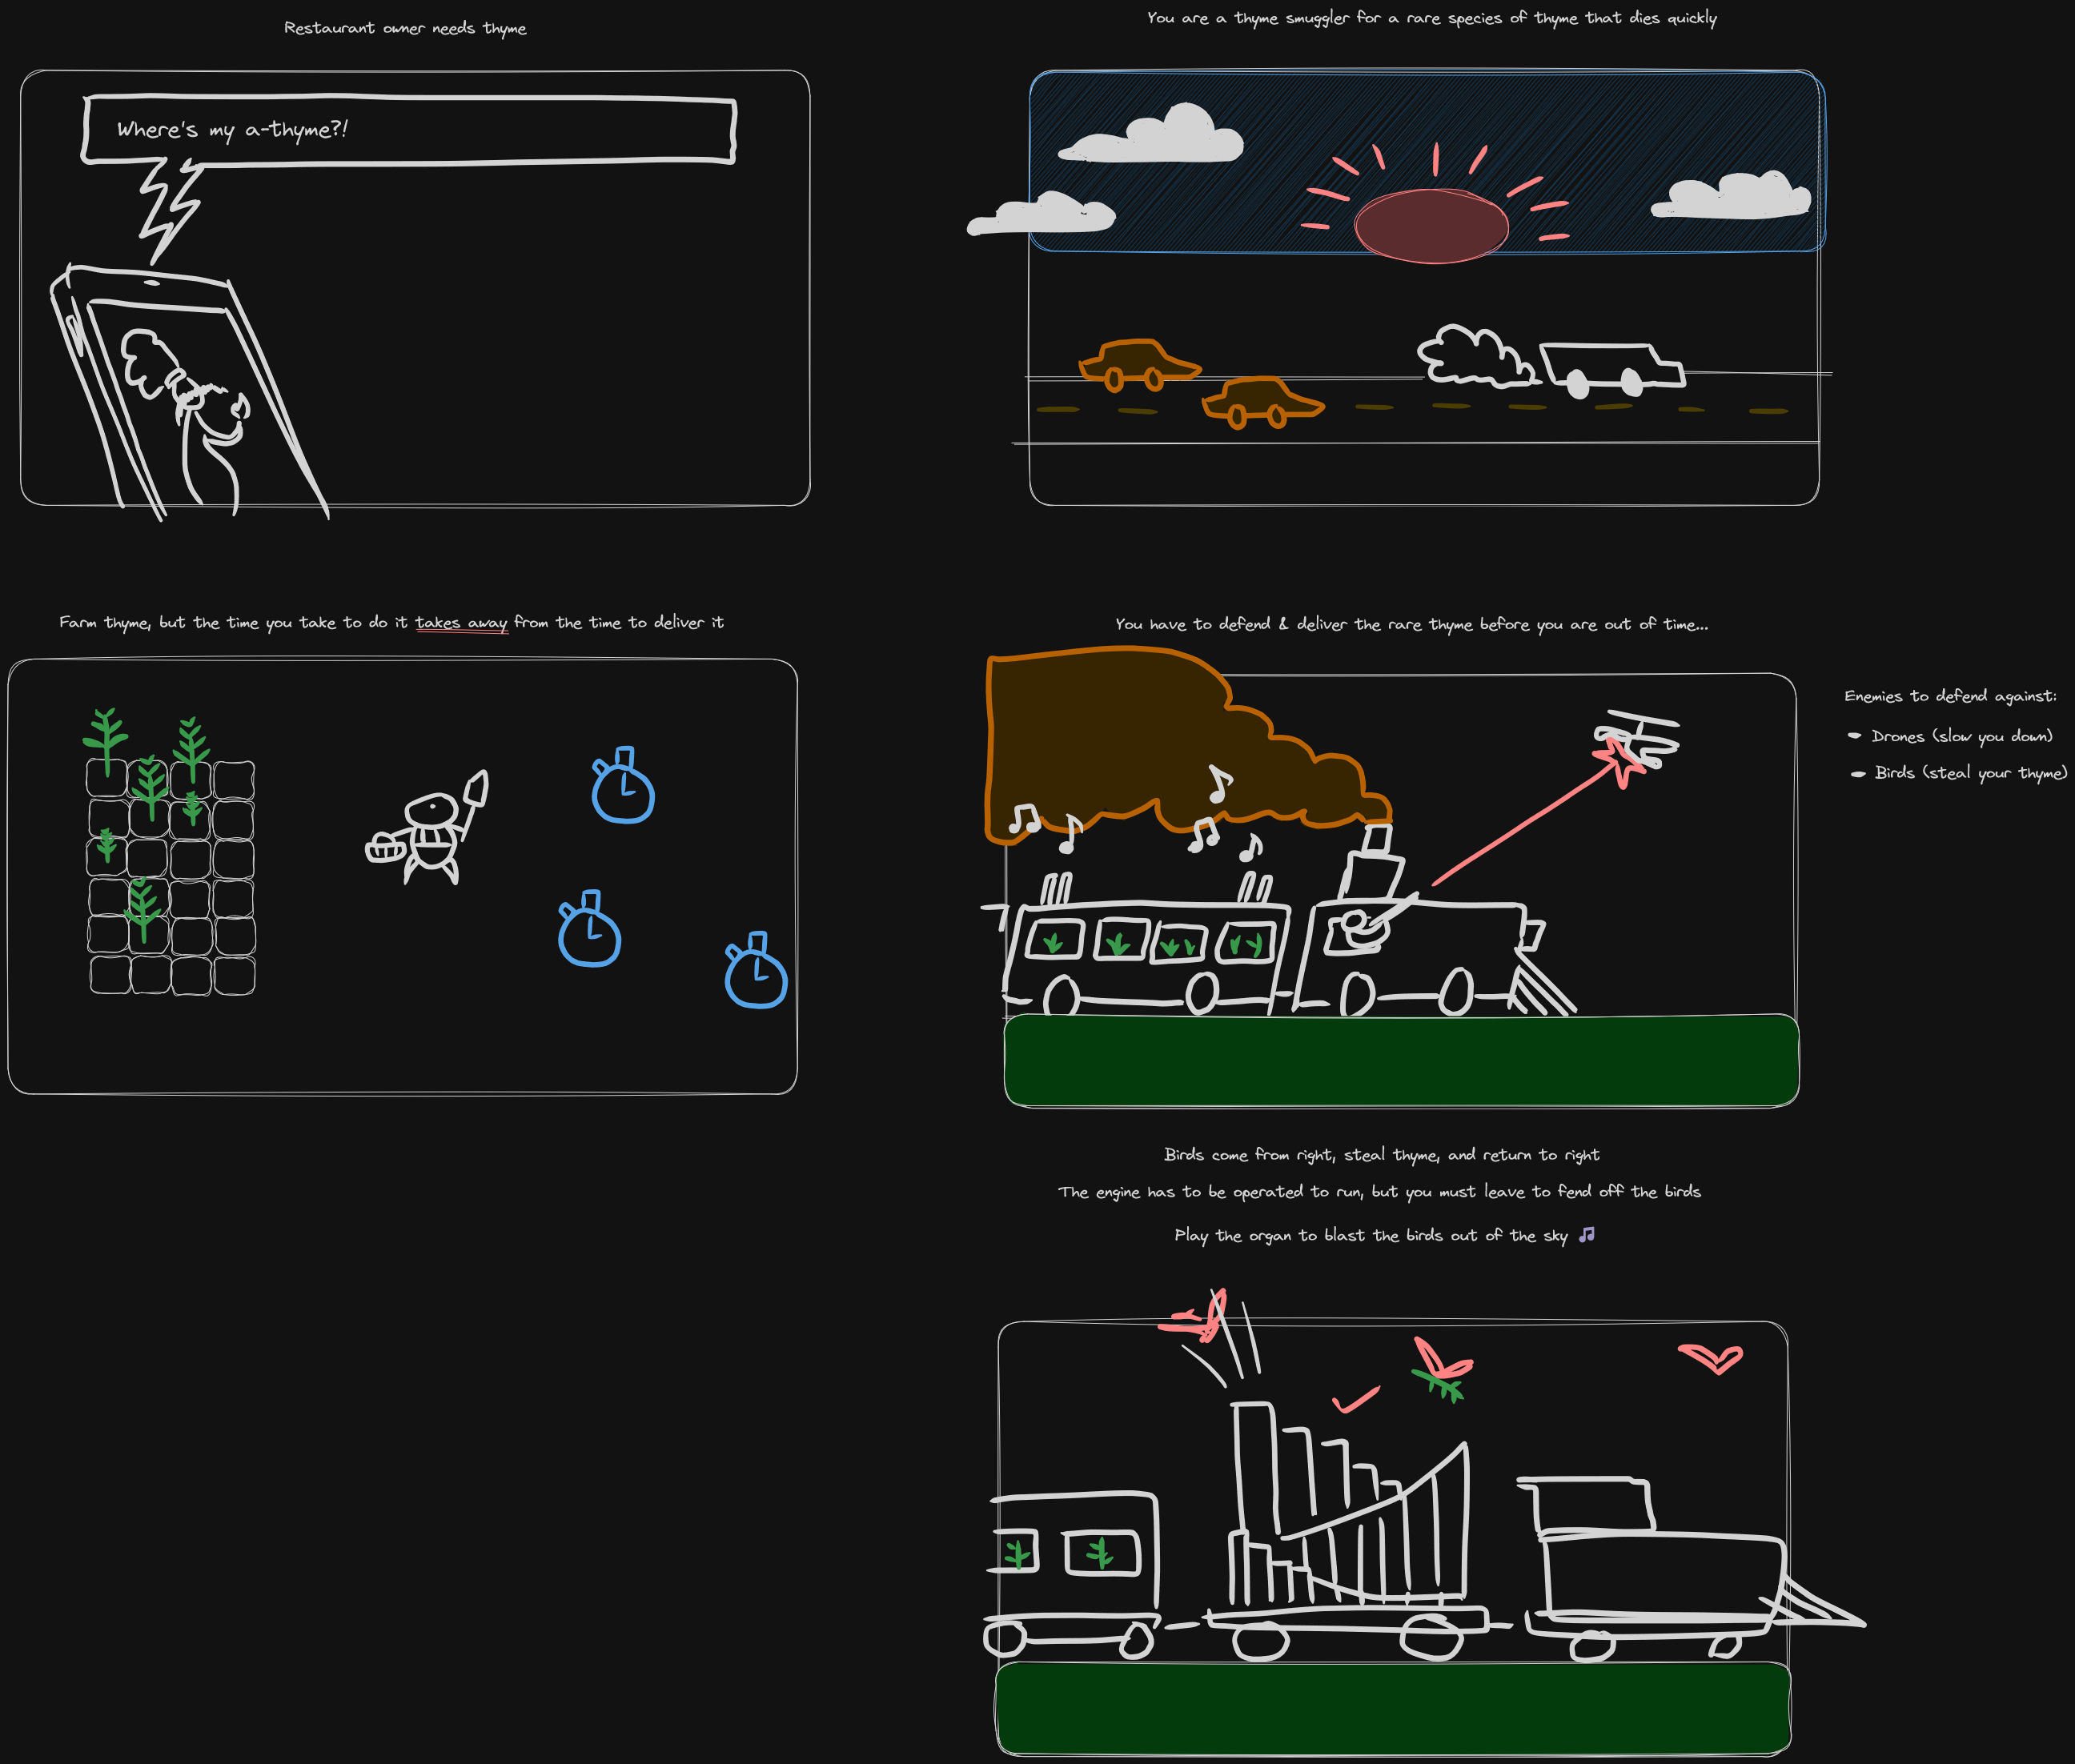 Restaurant owner needs thyme
You are a thyme smuggler for a rare species of thyme that dies quickly
Where's my a-thyme?!
Farm thyme, but the time you take to do it takes away from the time to deliver it
You have to defend & deliver the rare thyme before you are out of time...
Enemies to defend against:
- Drones (slow you down)
- Birds (steal your thyme)
Birds come from right, steal thyme, and return to right
The engine has to be operated to run, but you must leave to fend off the birds
Play the organ to blast the birds out of the sky 🎵